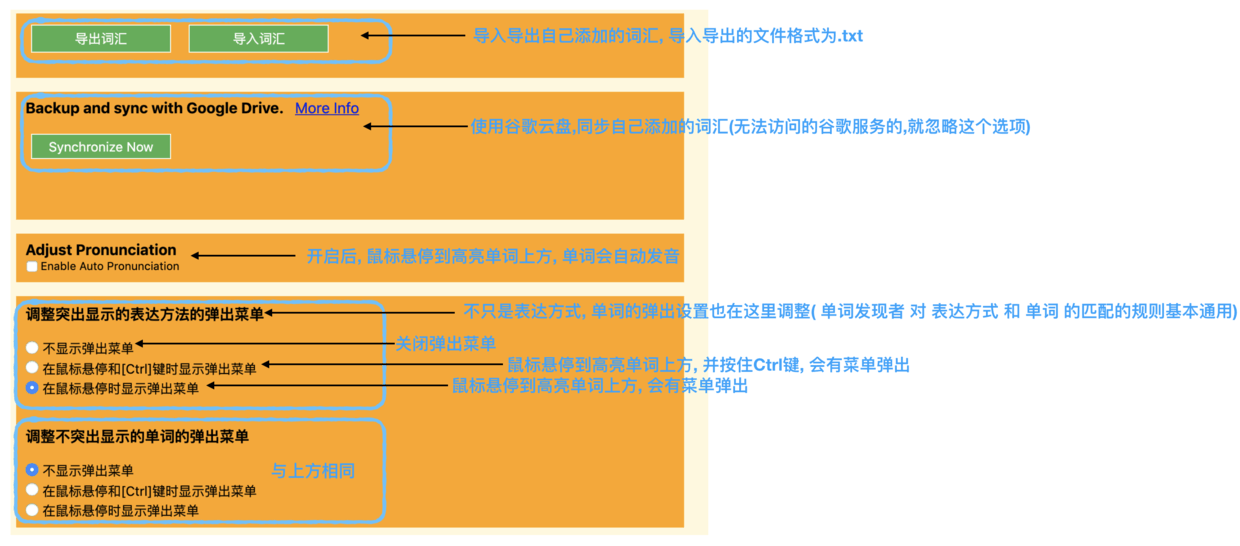 导出词汇 导入词汇 导入导出自己添加的词汇, 导入导出的文件格式为.txt
Backup and sync with Google Drive. More Info
使用谷歌云盘,同步自己添加的词汇(无法访问的谷歌服务的,就忽略这个选项)
Synchronize Now
Adjust Pronunciation
开启后, 鼠标悬停到高亮单词上方, 单词会自动发音
Enable Auto Pronunciation
调整突出显示的表达方法的弹出菜单 不只是表达方式, 单词的弹出设置也在这里调整( 单词发现者 对 表达方式 和 单词 的匹配的规则基本通用)
不显示弹出菜单 关闭弹出菜单
在鼠标悬停和[Ctrl]键时显示弹出菜单 鼠标悬停到高亮单词上方, 并按住Ctrl键, 会有菜单弹出
在鼠标悬停时显示弹出菜单 鼠标悬停到高亮单词上方, 会有菜单弹出
调整不突出显示的单词的弹出菜单
不显示弹出菜单 与上方相同
在鼠标悬停和[Ctrl]键时显示弹出菜单
在鼠标悬停时显示弹出菜单